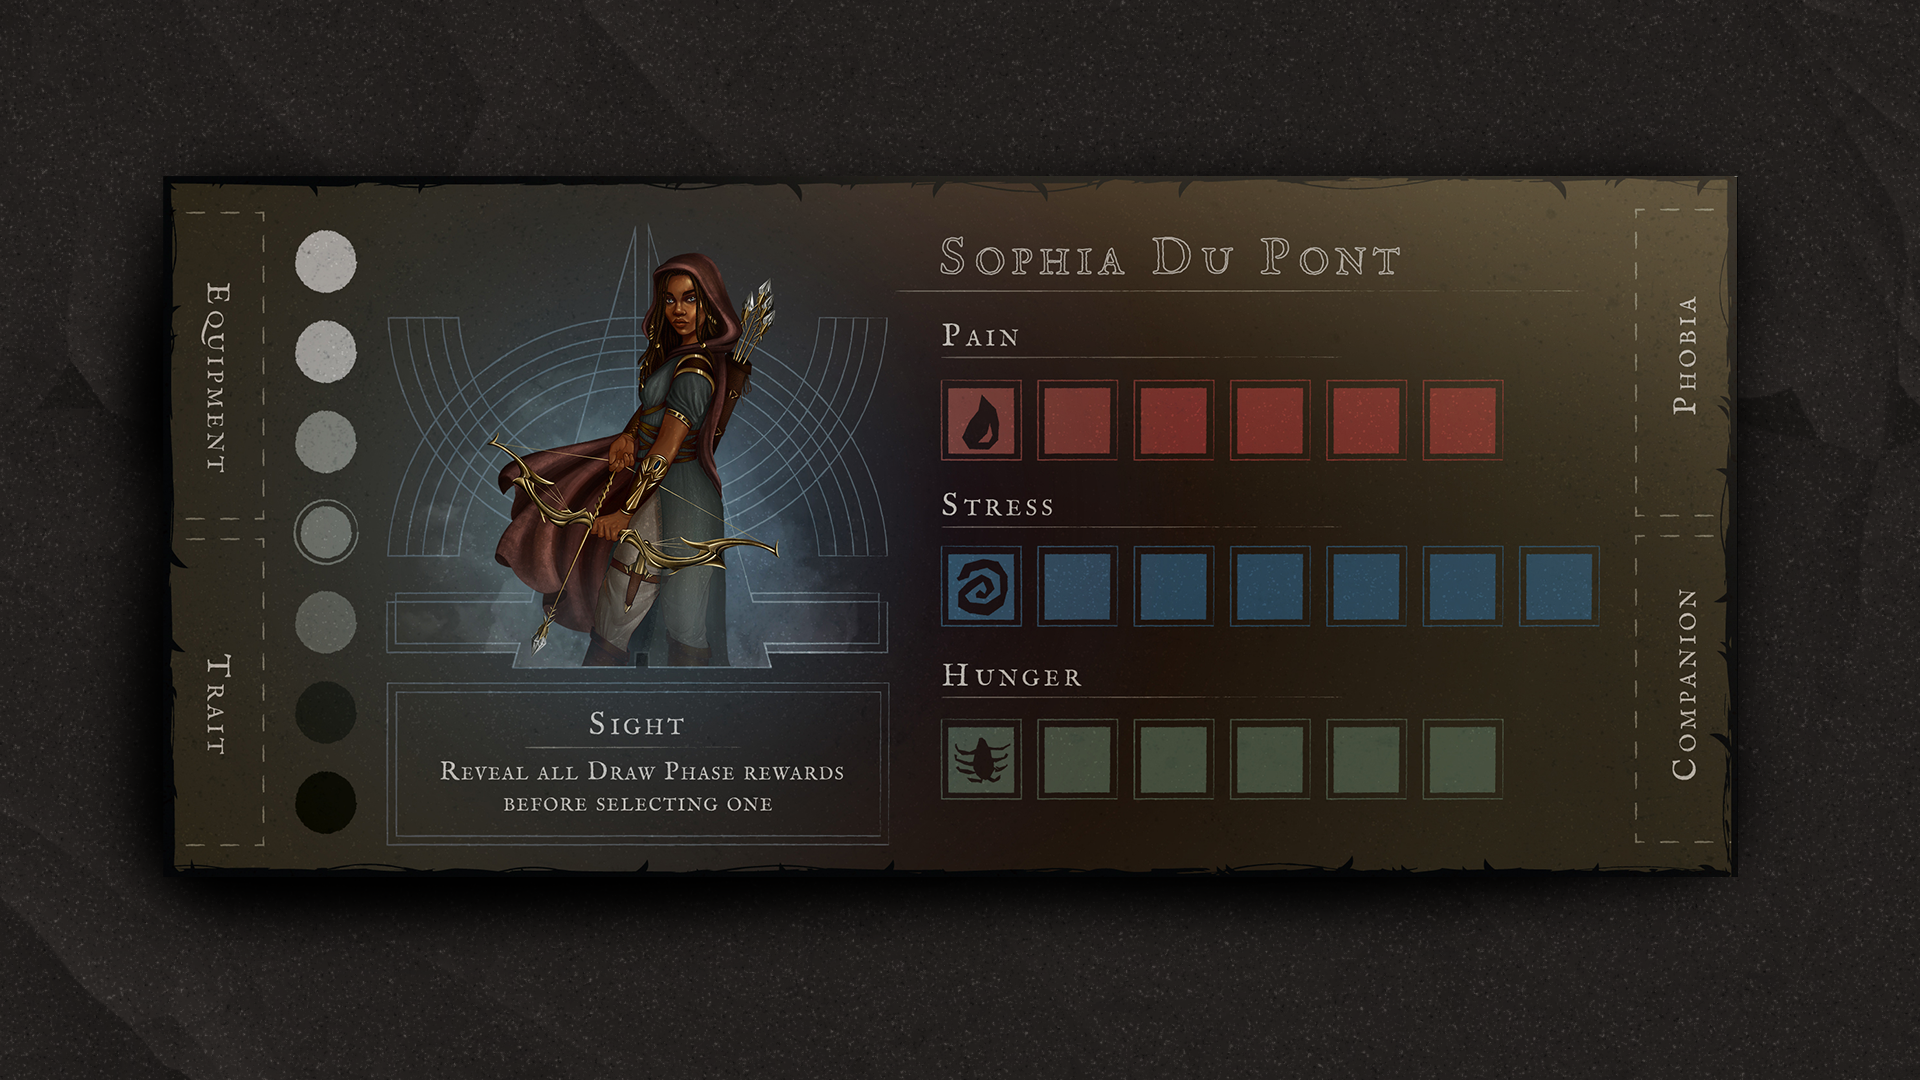 Equipment
Trait
Sophia Du Pont
Pain
Stress
Hunger
Sight
Reveal all Draw Phase rewards
before selecting one
Phobia
Companion